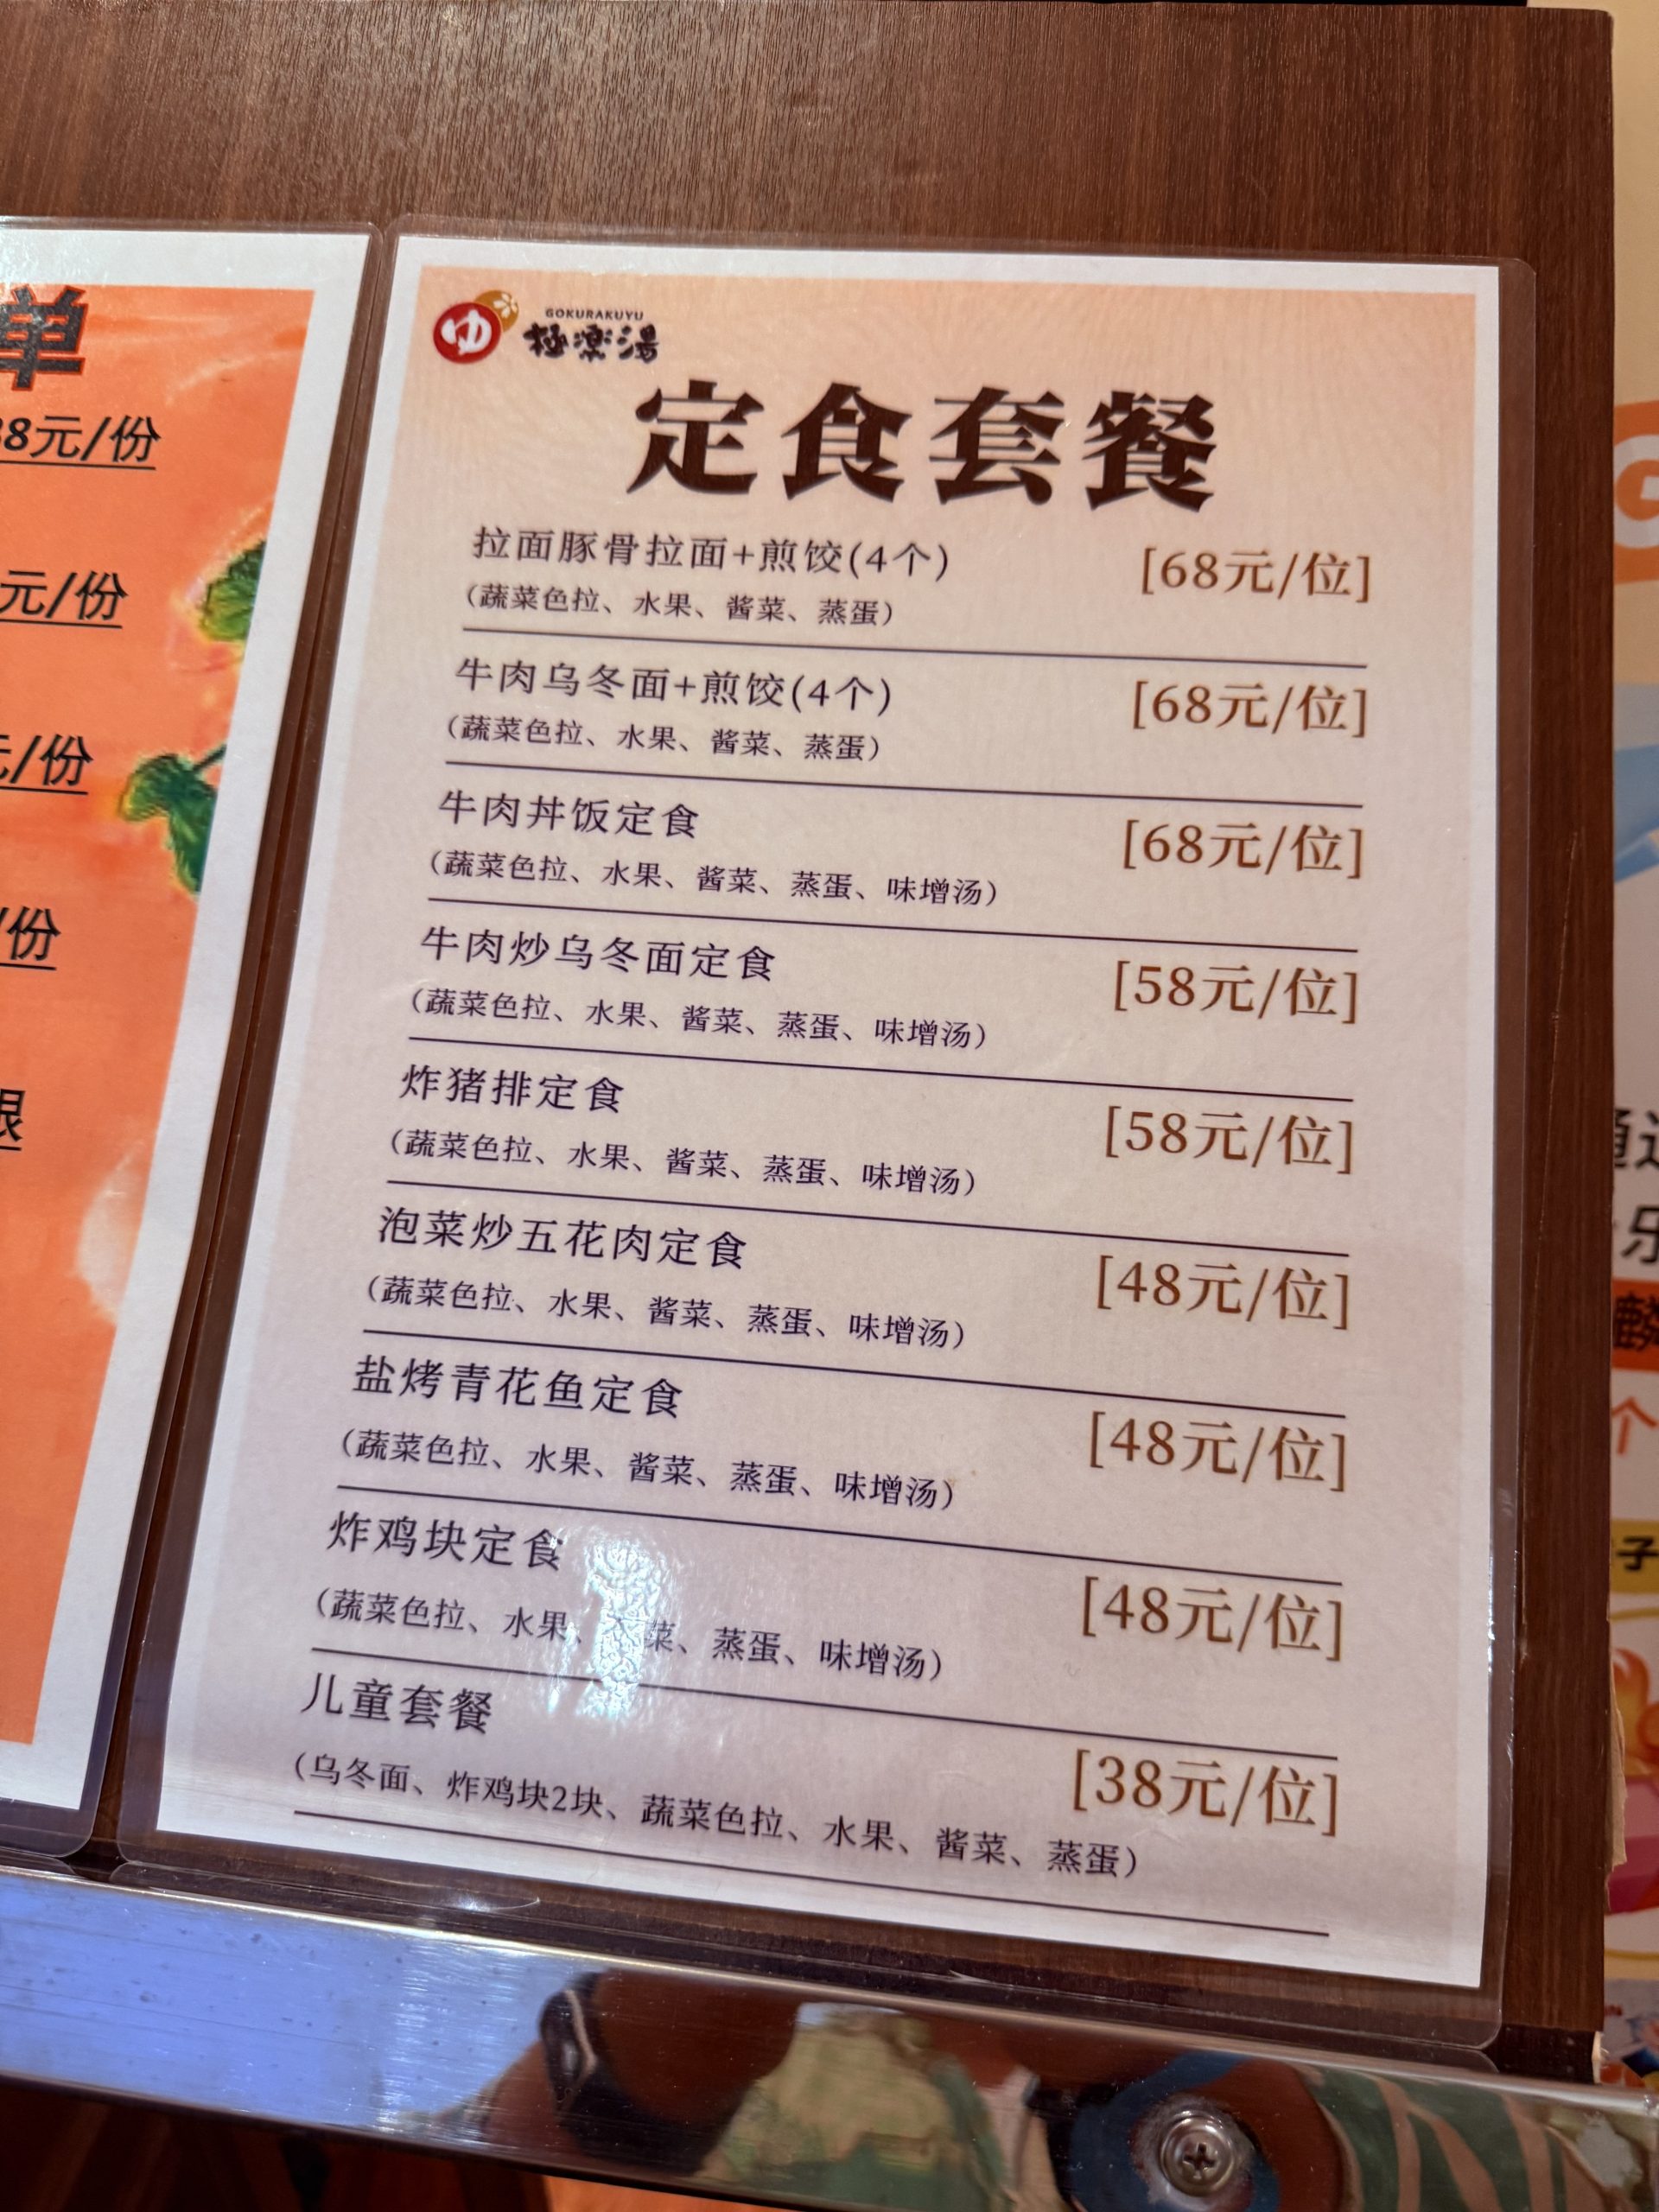 单
38元/份
元/份
元/份
/份
GOKURAKUYU
極楽湯
ゆ
定食套餐
拉面豚骨拉面+煎饺(4个) [68元/位]
(蔬菜色拉、水果、酱菜、蒸蛋)
牛肉乌冬面+煎饺(4个) [68元/位]
(蔬菜色拉、水果、酱菜、蒸蛋)
牛肉丼饭定食 [68元/位]
(蔬菜色拉、水果、酱菜、蒸蛋、味增汤)
牛肉炒乌冬面定食 [58元/位]
(蔬菜色拉、水果、酱菜、蒸蛋、味增汤)
炸猪排定食 [58元/位]
(蔬菜色拉、水果、酱菜、蒸蛋、味增汤)
泡菜炒五花肉定食 [48元/位]
(蔬菜色拉、水果、酱菜、蒸蛋、味增汤)
盐烤青花鱼定食 [48元/位]
(蔬菜色拉、水果、酱菜、蒸蛋、味增汤)
炸鸡块定食 [48元/位]
(蔬菜色拉、水果、菜、蒸蛋、味增汤)
儿童套餐 [38元/位]
(乌冬面、炸鸡块2块、蔬菜色拉、水果、酱菜、蒸蛋)
通
乐
个
子